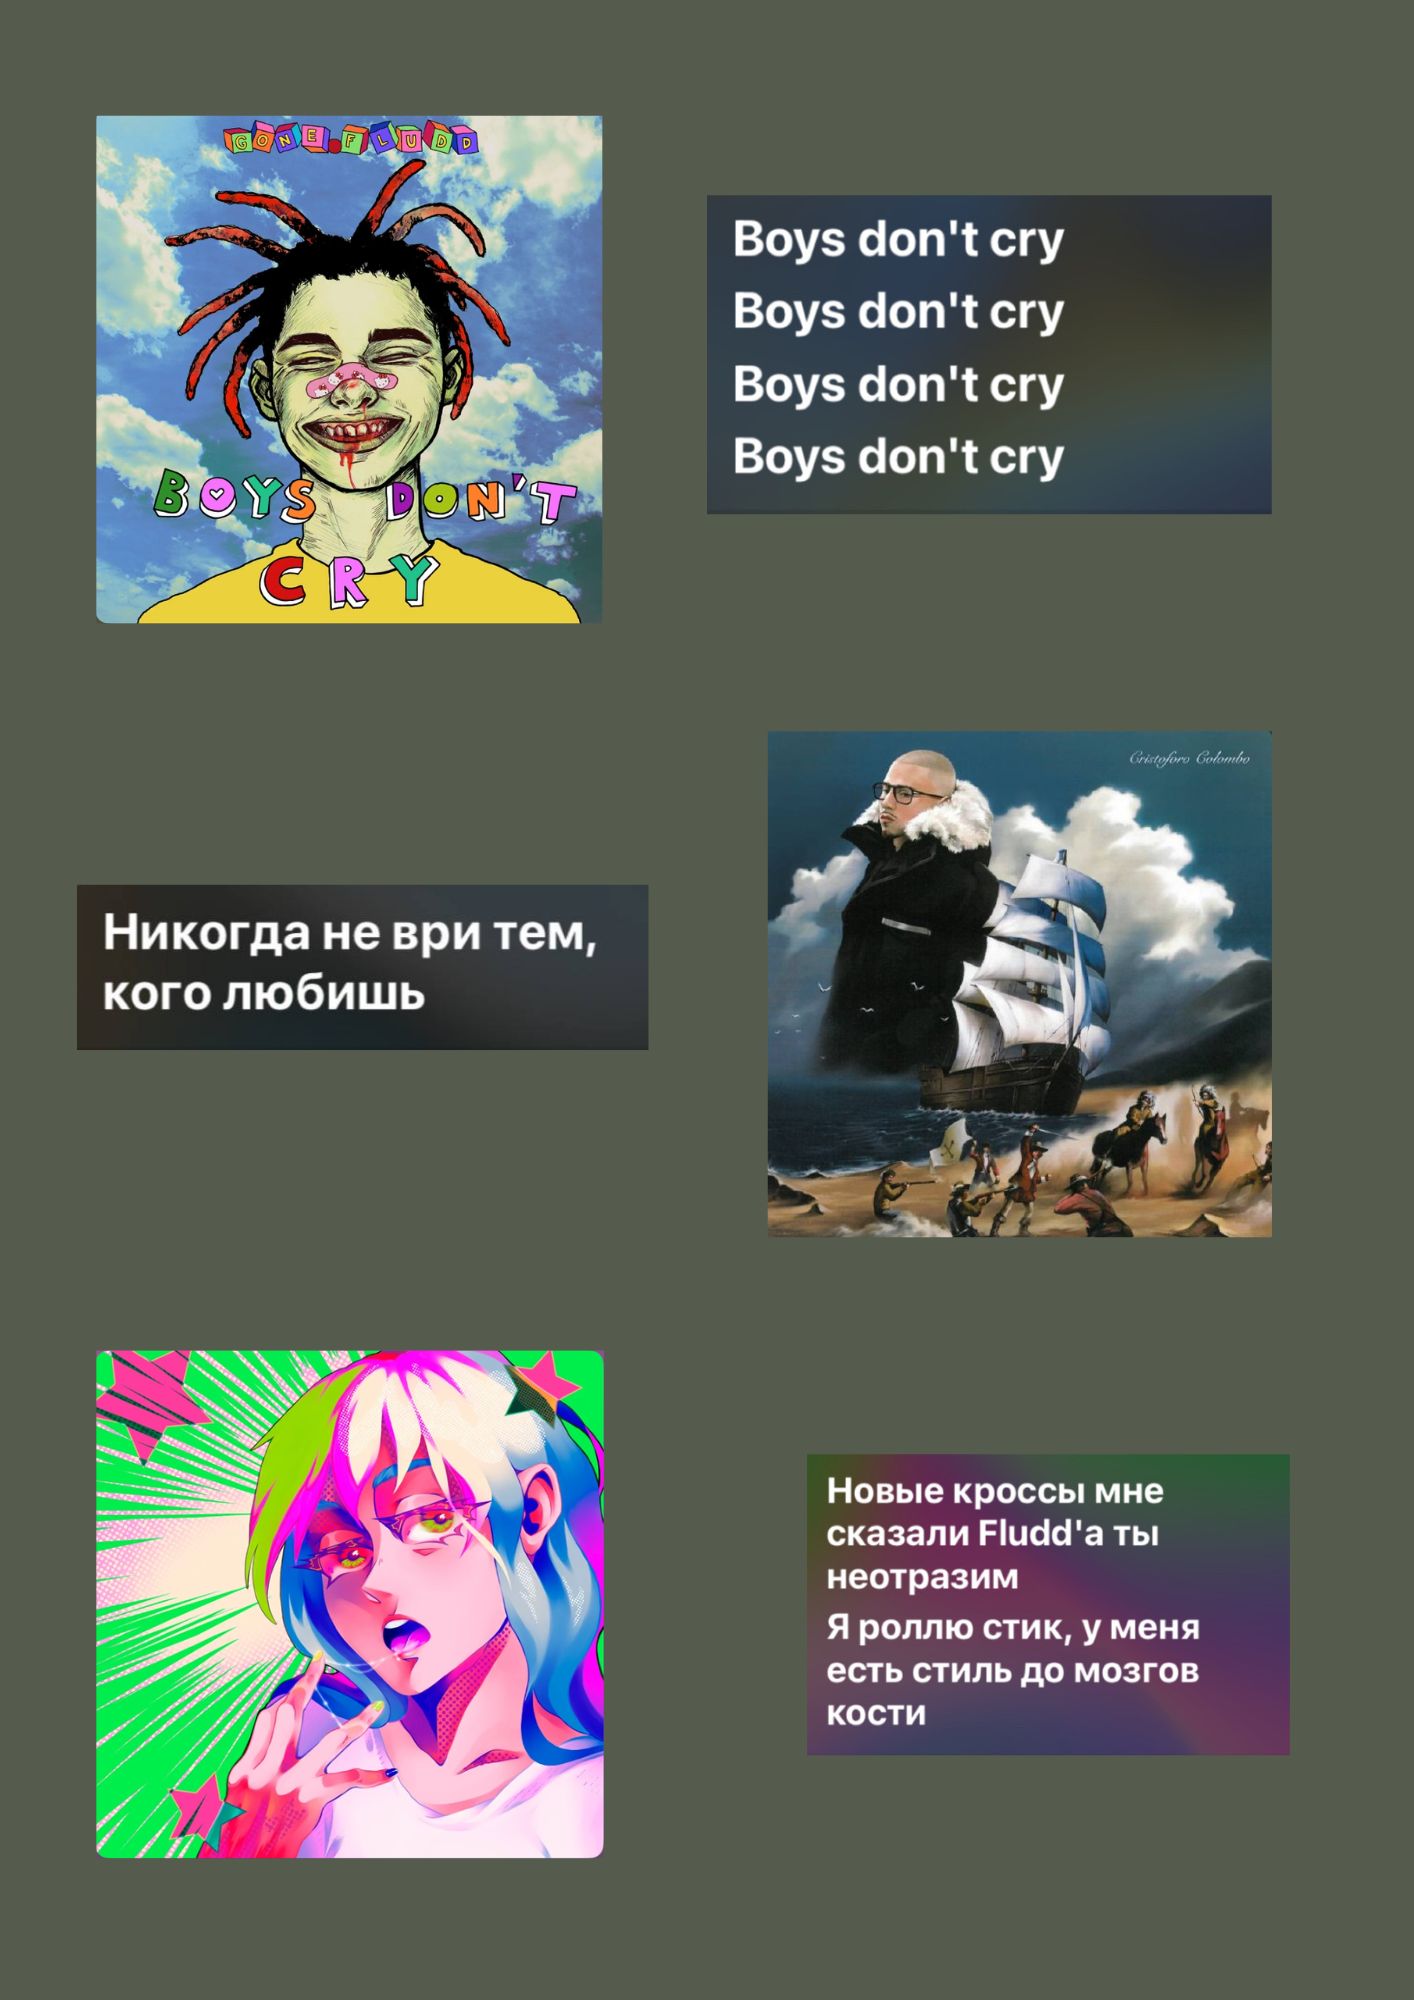 GONE.FLUDD
BOYS DON'T
CRY
Boys don't cry
Boys don't cry
Boys don't cry
Boys don't cry
Cristoforo Colombo
Никогда не ври тем,
кого любишь
Новые кроссы мне
сказали Fludd'а ты
неотразим
Я роллю стик, у меня
есть стиль до мозгов
кости